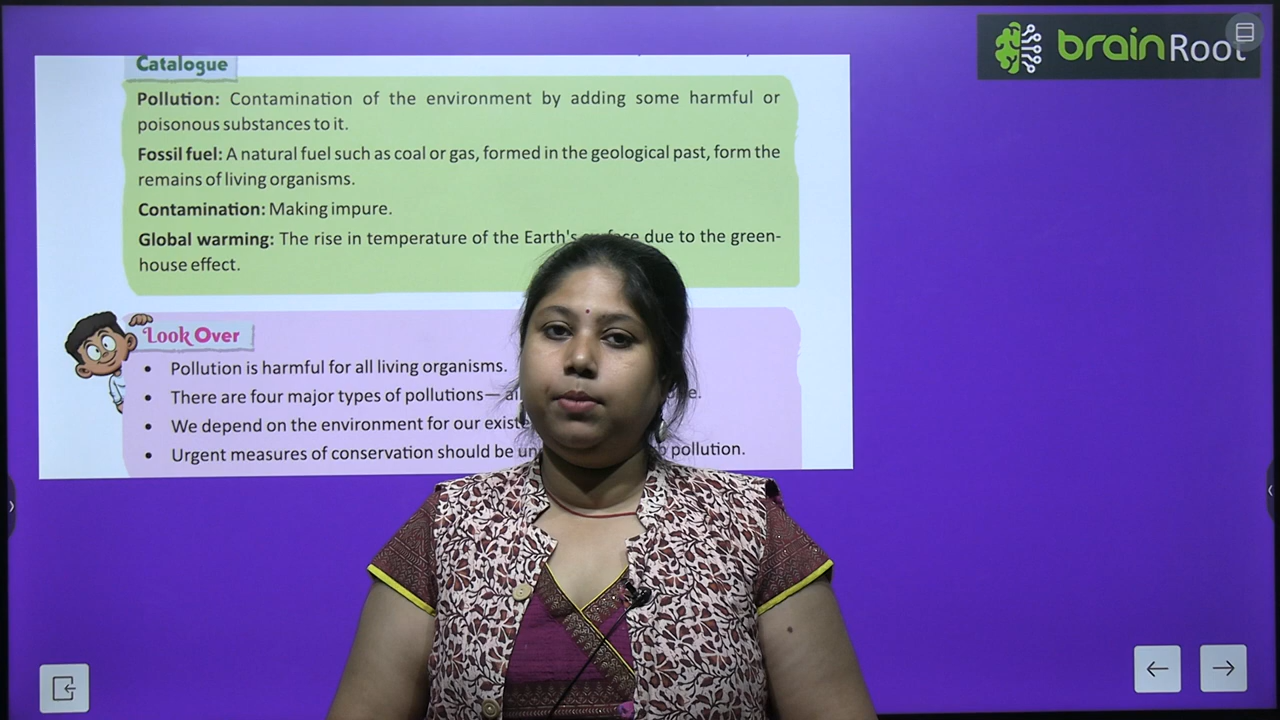 brainRoot
Catalogue
Pollution: Contamination of the environment by adding some harmful or
poisonous substances to it.
Fossil fuel: A natural fuel such as coal or gas, formed in the geological past, form the
remains of living organisms.
Contamination: Making impure.
Global warming: The rise in temperature of the Earth's due to the green-
house effect.
Look Over
• Pollution is harmful for all living organisms.
• There are four major types of pollutions—
• We depend on the environment for our
• Urgent measures of conservation should be pollution.